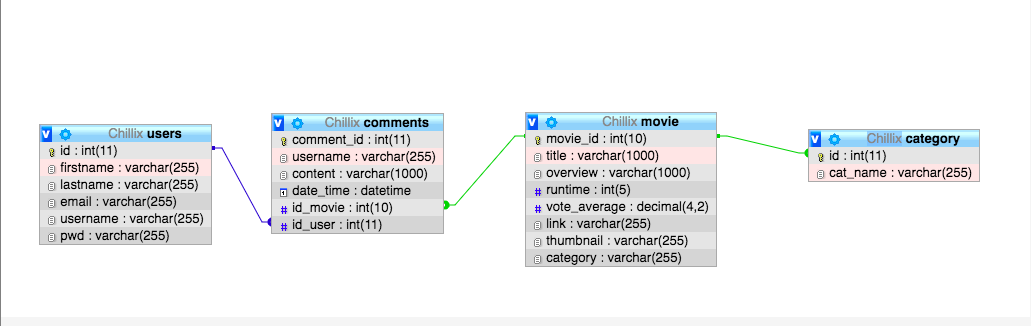 Chillix users
id : int(11)
firstname : varchar(255)
lastname : varchar(255)
email : varchar(255)
username : varchar(255)
pwd : varchar(255)
Chillix comments
comment_id : int(11)
username : varchar(255)
content : varchar(1000)
date_time : datetime
id_movie : int(10)
id_user : int(11)
Chillix movie
movie_id : int(10)
title : varchar(1000)
overview : varchar(1000)
runtime : int(5)
vote_average : decimal(4,2)
link : varchar(255)
thumbnail : varchar(255)
category : varchar(255)
Chillix category
id : int(11)
cat_name : varchar(255)